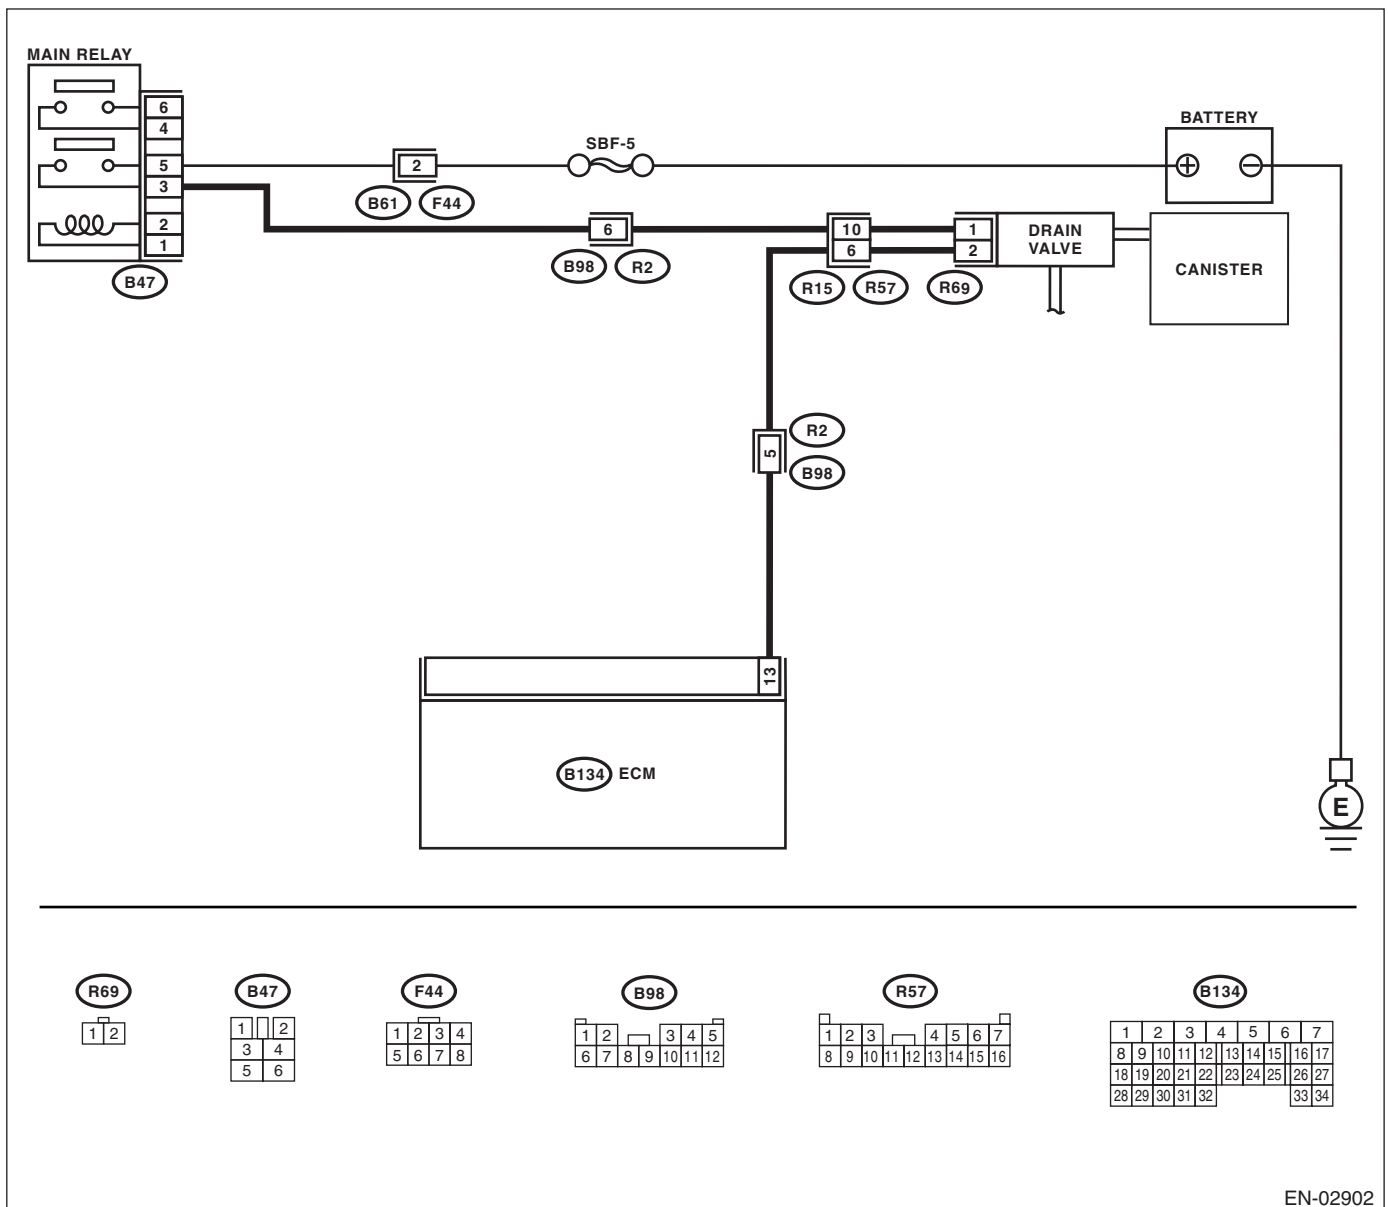 MAIN RELAY
6
4
5
3
2
1
B47
2
B61
F44
SBF-5
BATTERY
6
B98
R2
10
6
R15
R57
1
2
R69
DRAIN
VALVE
CANISTER
5
R2
B98
13
B134
ECM
E
R69
1 2
B47
1 2
3 4
5 6
F44
1 2 3 4
5 6 7 8
B98
1 2 3 4 5
6 7 8 9 10 11 12
R57
1 2 3 4 5 6 7
8 9 10 11 12 13 14 15 16
B134
1 2 3 4 5 6 7
8 9 10 11 12 13 14 15 16 17
18 19 20 21 22 23 24 25 26 27
28 29 30 31 32 33 34
EN-02902